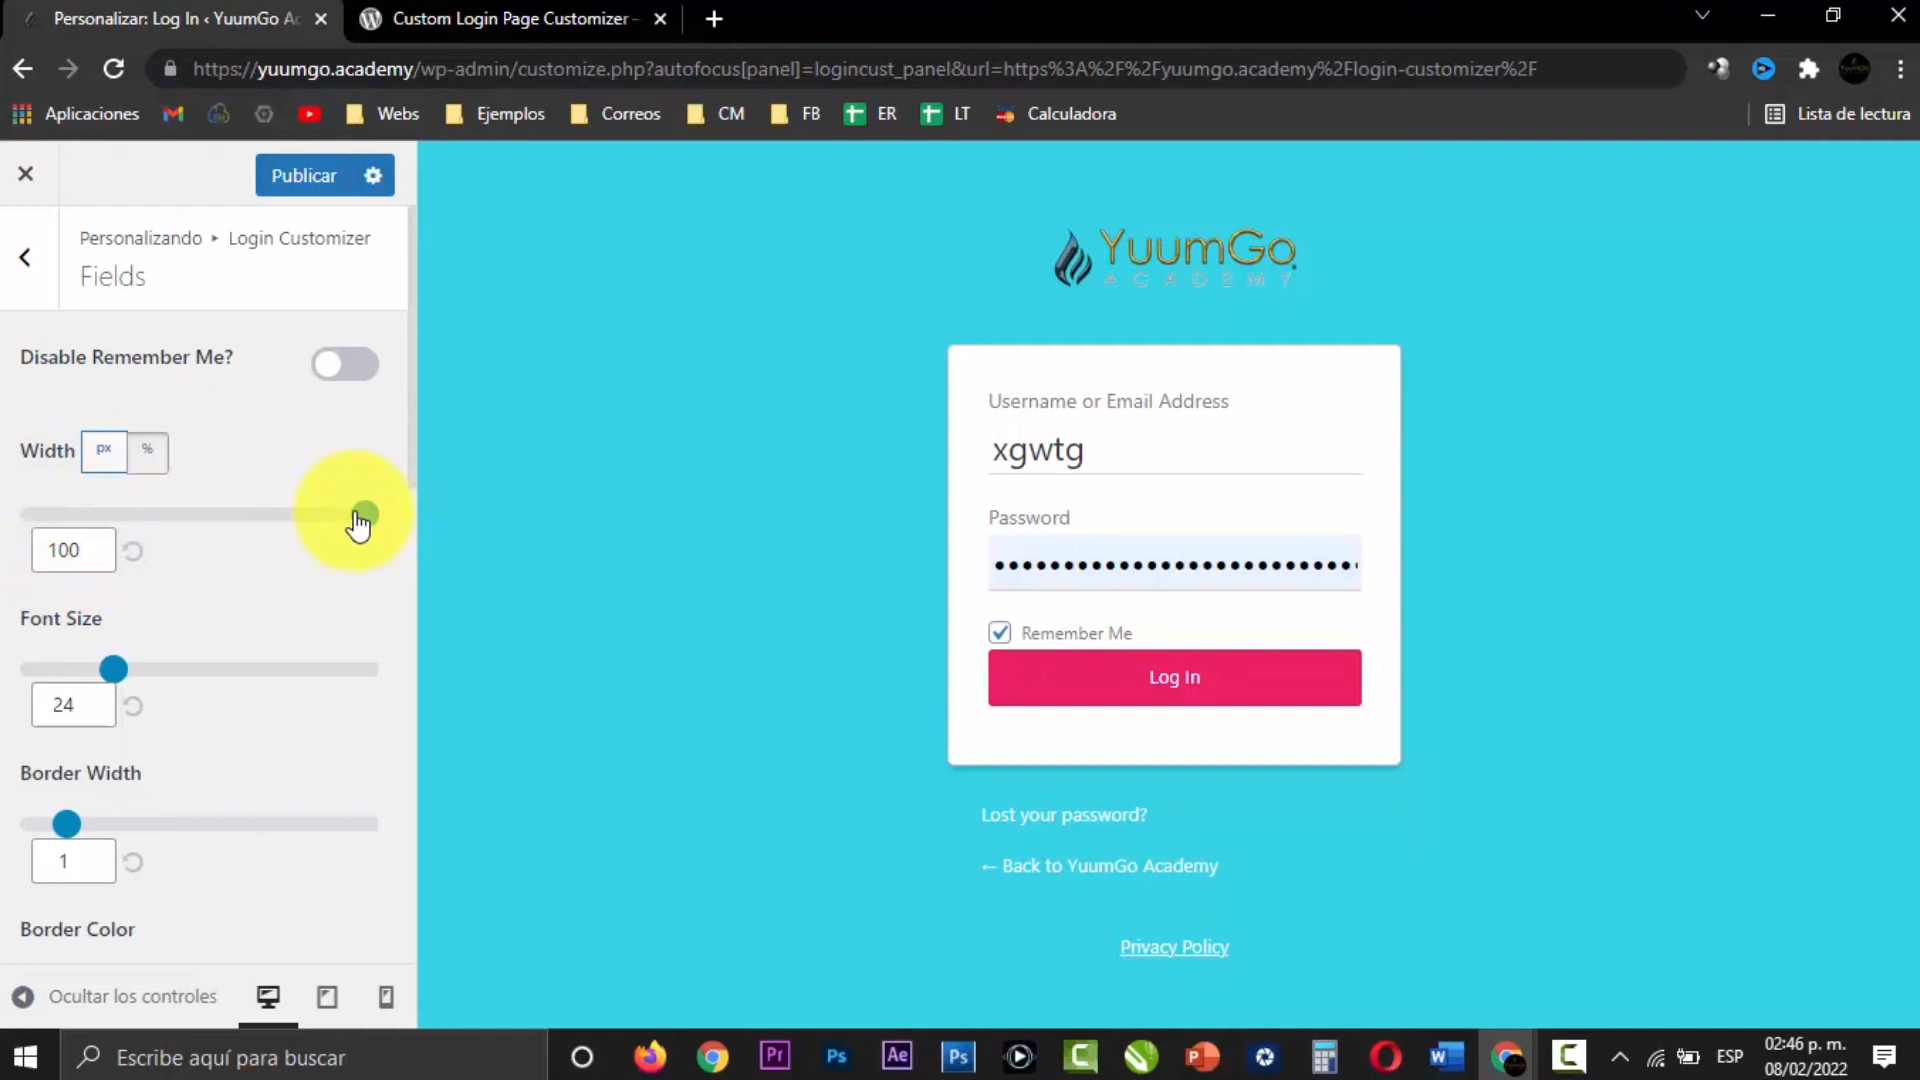 Personalizar: Log In ‹ YuumGo Ac
Custom Login Page Customizer –
https://yuumgo.academy/wp-admin/customize.php?autofocus[panel]=logincust_panel&url=https%3A%2F%2Fyuumgo.academy%2Flogin-customizer%2F
Aplicaciones
Webs
Ejemplos
Correos
CM
FB
ER
LT
Calculadora
Lista de lectura
Publicar
Personalizando ▸ Login Customizer
Fields
Disable Remember Me?
Width px %
100
Font Size
24
Border Width
1
Border Color
Ocultar los controles
YuumGo
ACADEMY
Username or Email Address
xgwtg
Password
Remember Me
Log In
Lost your password?
← Back to YuumGo Academy
Privacy Policy
Escribe aquí para buscar
Pr
Ps
Ae
Ps
ESP
02:46 p. m.
08/02/2022